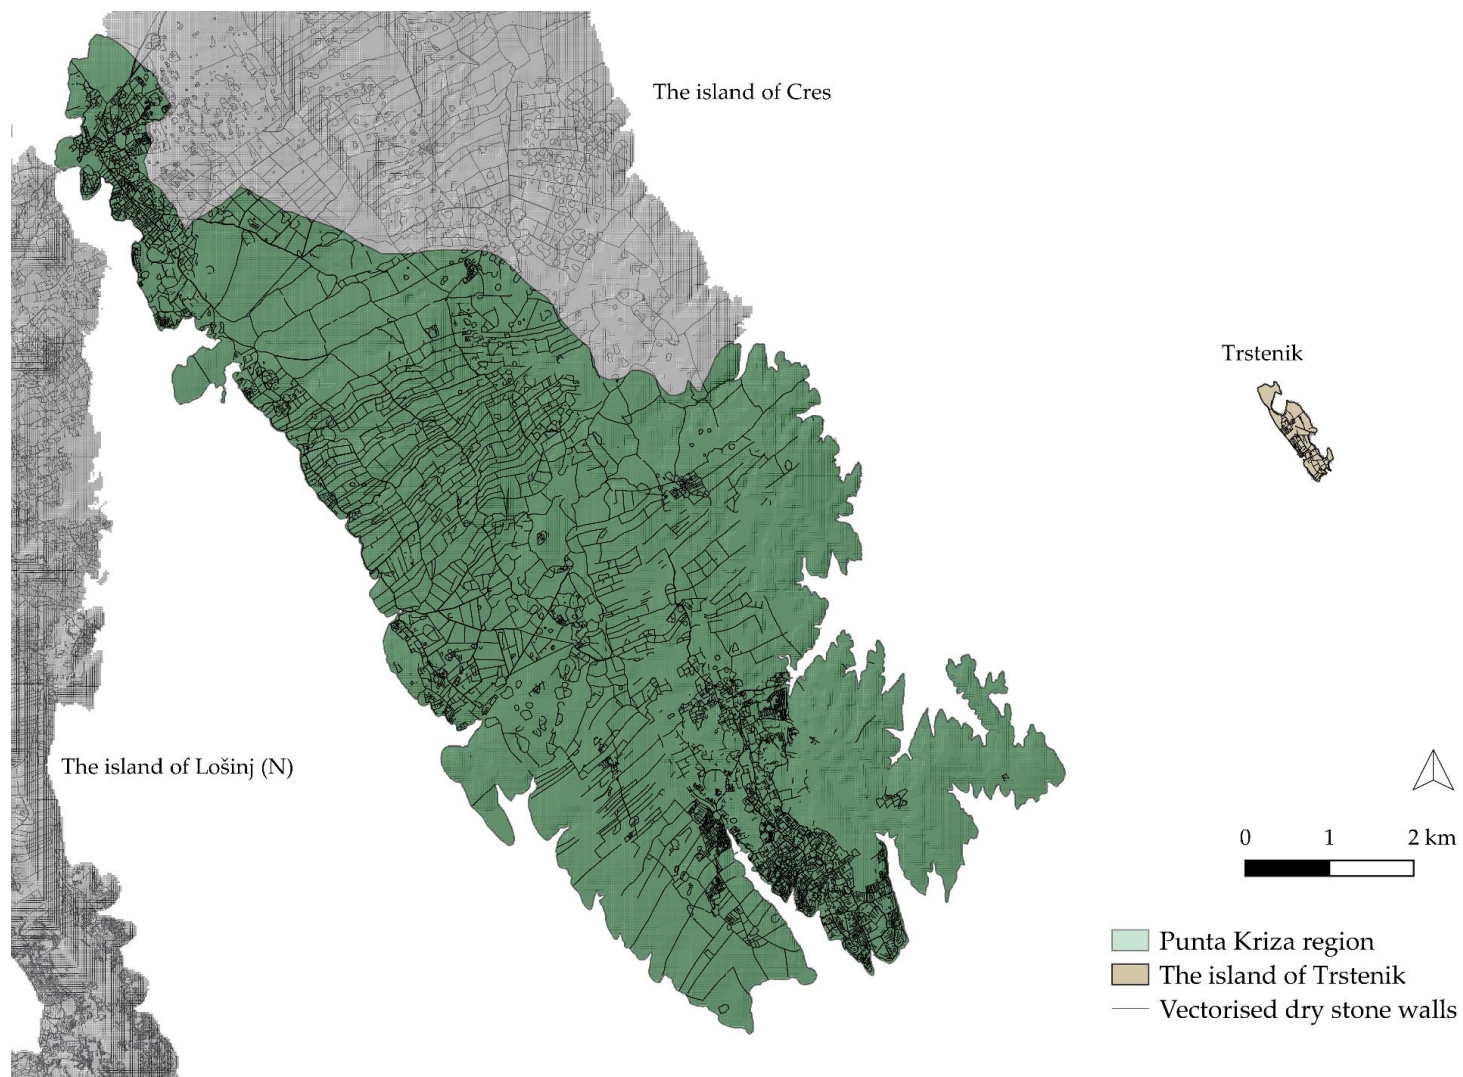 The island of Cres
Trstenik
The island of Lošinj (N)
0 1 2 km
Punta Kriza region
The island of Trstenik
Vectorised dry stone walls